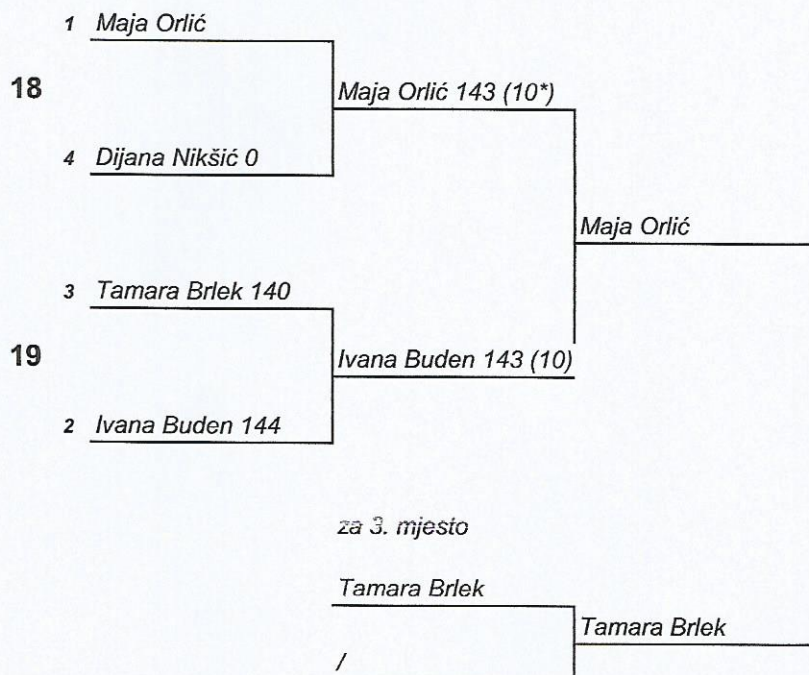 1 Maja Orlić
18
Maja Orlić 143 (10*)
4 Dijana Nikšić 0
Maja Orlić
3 Tamara Brlek 140
19
Ivana Buden 143 (10)
2 Ivana Buden 144
za 3. mjesto
Tamara Brlek
Tamara Brlek
/